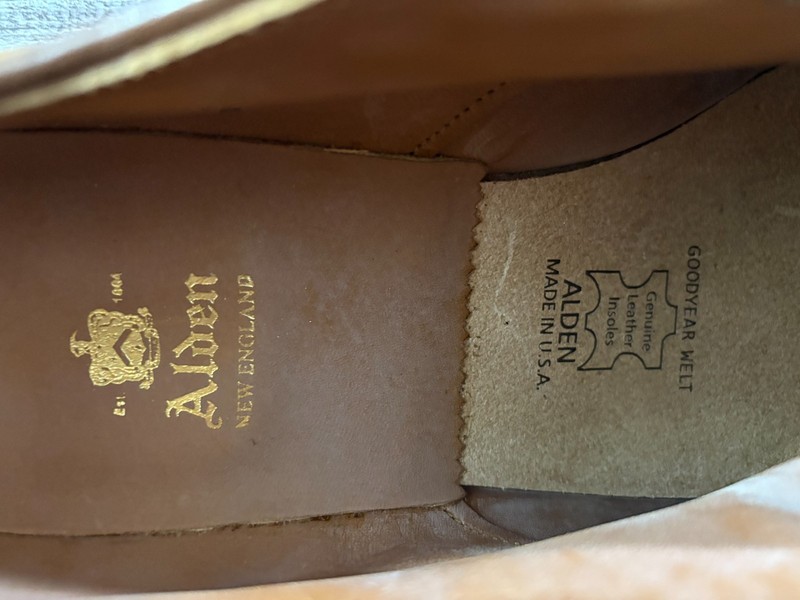 Est. 1884
Alden
NEW ENGLAND
GOODYEAR WELT
Genuine
Leather
Insoles
ALDEN
MADE IN U.S.A.